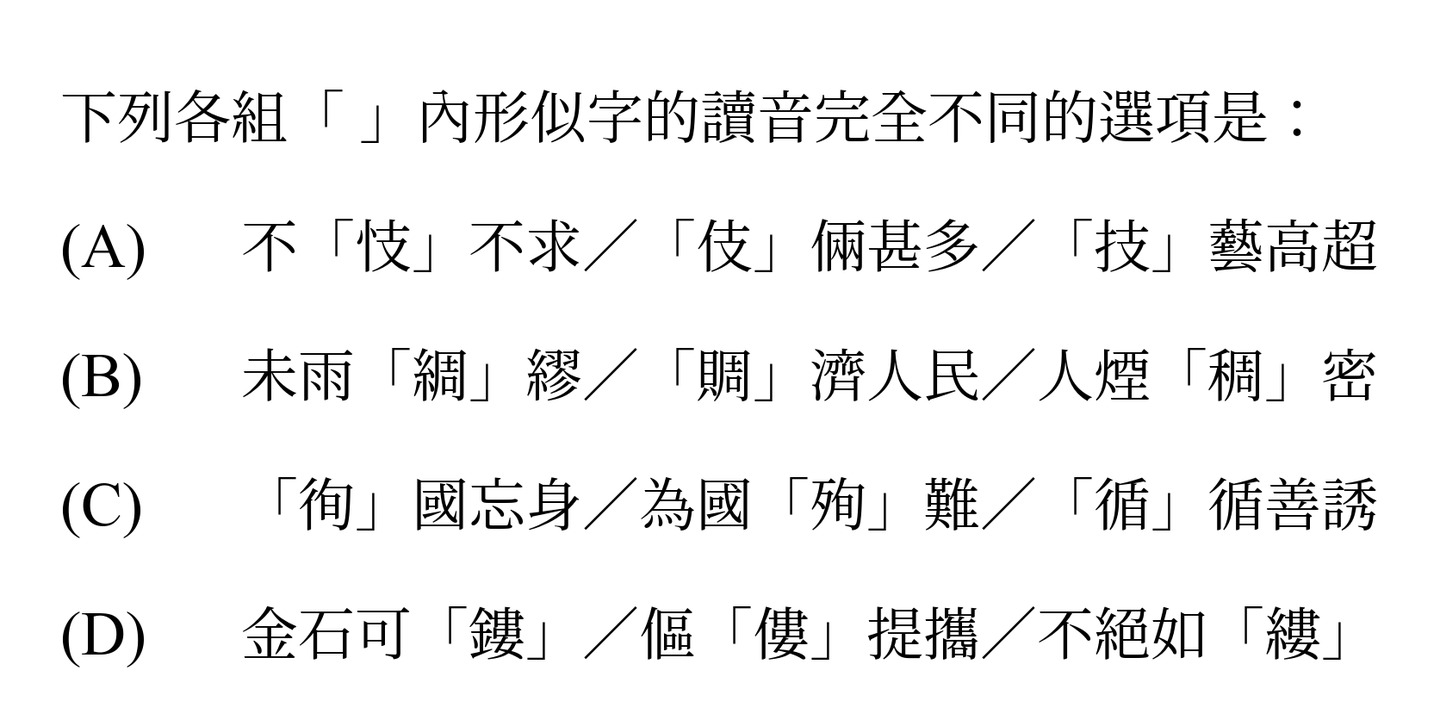 下列各組「 」內形似字的讀音完全不同的選項是：
(A) 不「忮」不求／「伎」倆甚多／「技」藝高超
(B) 未雨「綢」繆／「賙」濟人民／人煙「稠」密
(C) 「徇」國忘身／為國「殉」難／「循」循善誘
(D) 金石可「鏤」／傴「僂」提攜／不絕如「縷」